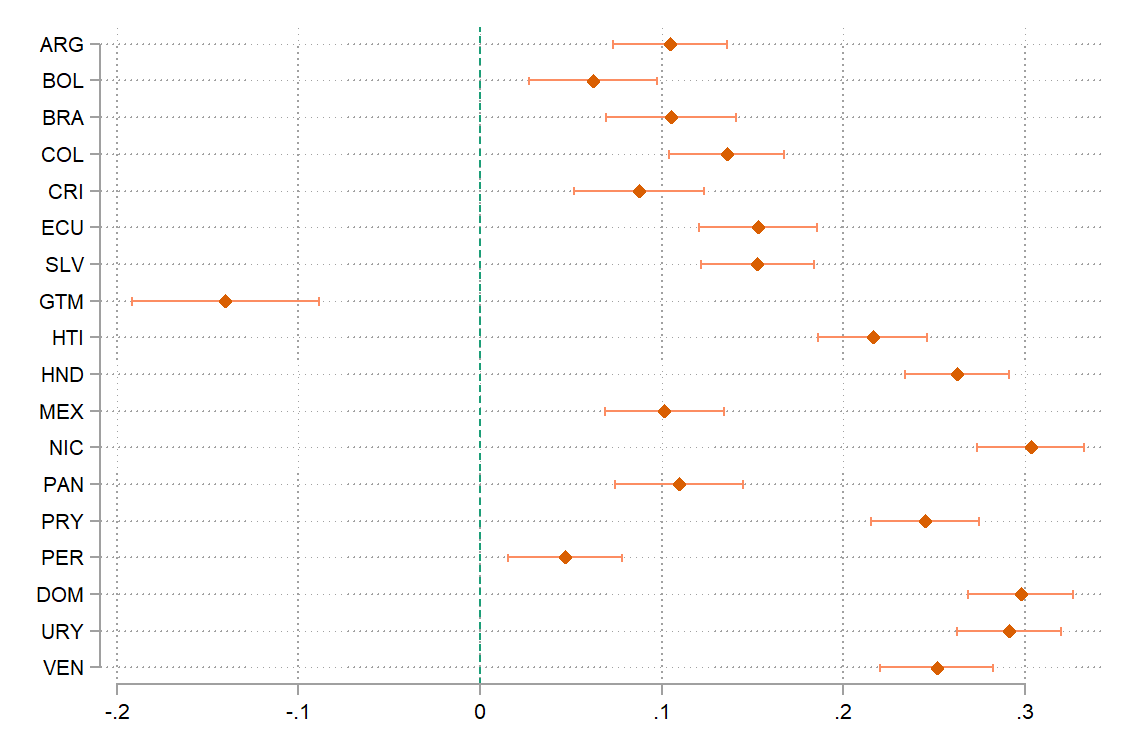 ARG
BOL
BRA
COL
CRI
ECU
SLV
GTM
HTI
HND
MEX
NIC
PAN
PRY
PER
DOM
URY
VEN
-.2 -.1 0 .1 .2 .3